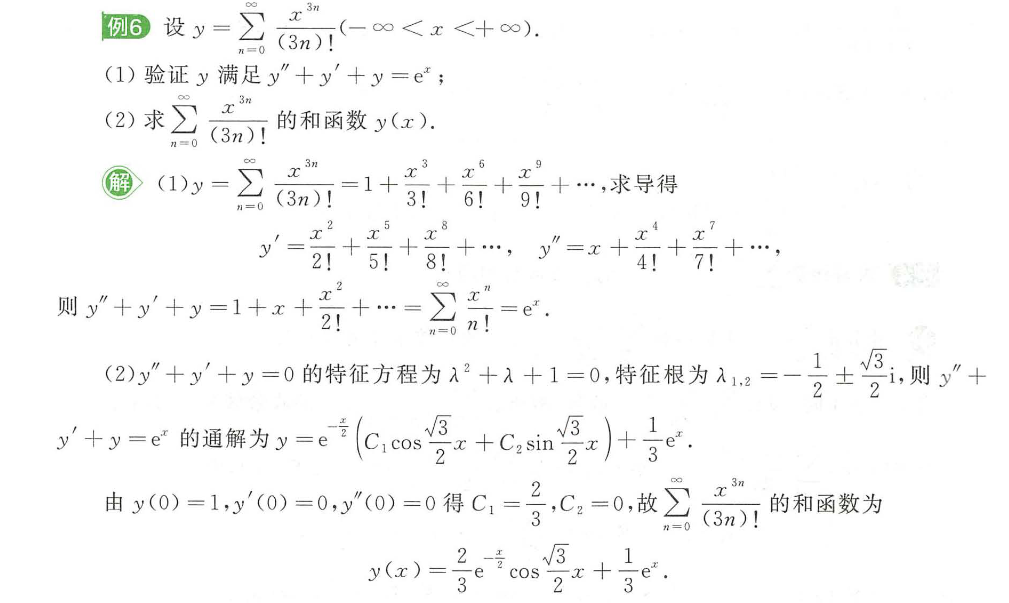 例6 设 y = ∑_{n=0}^{∞} x^{3n}/(3n)! (−∞ < x < +∞).
(1) 验证 y 满足 y″ + y′ + y = e^x ;
(2) 求 ∑_{n=0}^{∞} x^{3n}/(3n)! 的和函数 y(x).
解 (1) y = ∑_{n=0}^{∞} x^{3n}/(3n)! = 1 + x^3/3! + x^6/6! + x^9/9! + ⋯, 求导得
y′ = x^2/2! + x^5/5! + x^8/8! + ⋯, y″ = x + x^4/4! + x^7/7! + ⋯,
则 y″ + y′ + y = 1 + x + x^2/2! + ⋯ = ∑_{n=0}^{∞} x^n/n! = e^x .
(2) y″ + y′ + y = 0 的特征方程为 λ^2 + λ + 1 = 0, 特征根为 λ_{1,2} = −1/2 ± (√3/2)i, 则 y″ +
y′ + y = e^x 的通解为 y = e^{−x/2} (C_1 cos (√3/2)x + C_2 sin (√3/2)x) + (1/3)e^x .
由 y(0) = 1, y′(0) = 0, y″(0) = 0 得 C_1 = 2/3, C_2 = 0, 故 ∑_{n=0}^{∞} x^{3n}/(3n)! 的和函数为
y(x) = (2/3)e^{−x/2} cos (√3/2)x + (1/3)e^x .